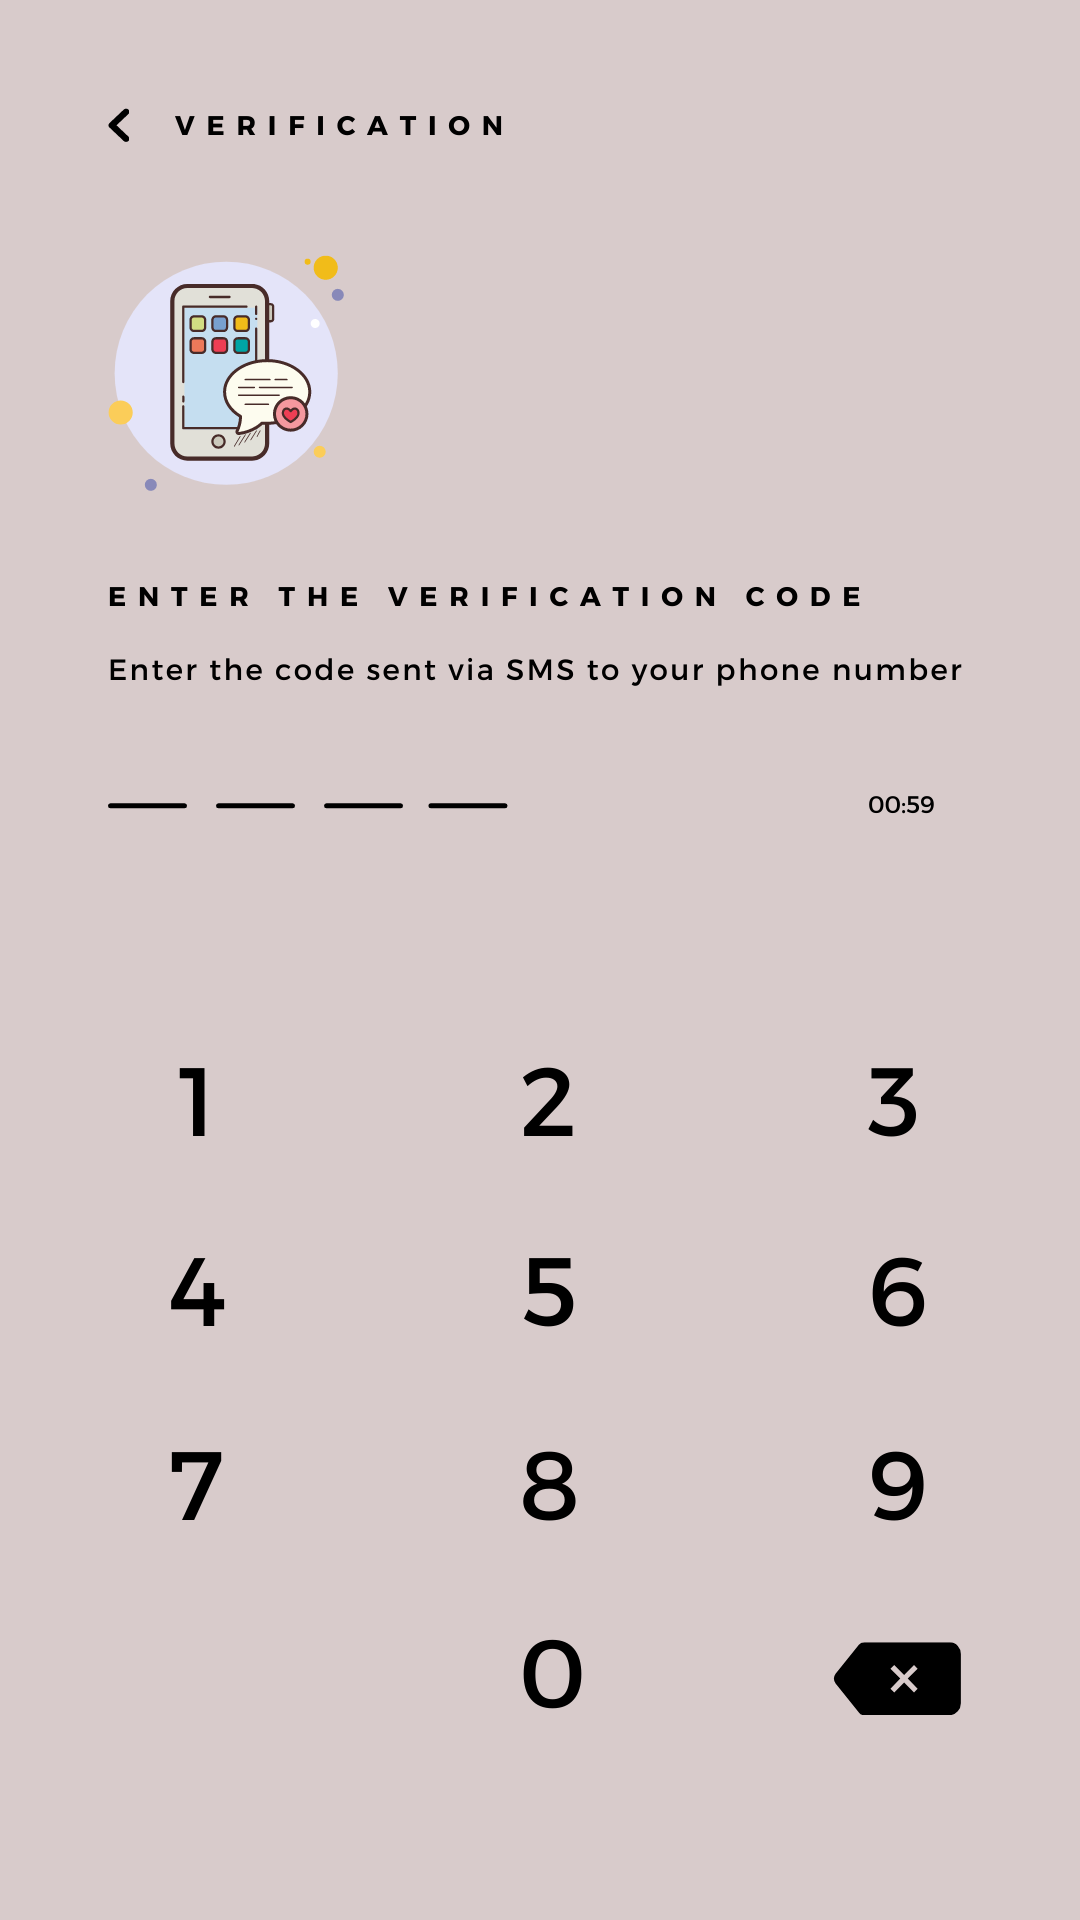 VERIFICATION
ENTER THE VERIFICATION CODE
Enter the code sent via SMS to your phone number
00:59
1 2 3
4 5 6
7 8 9
0